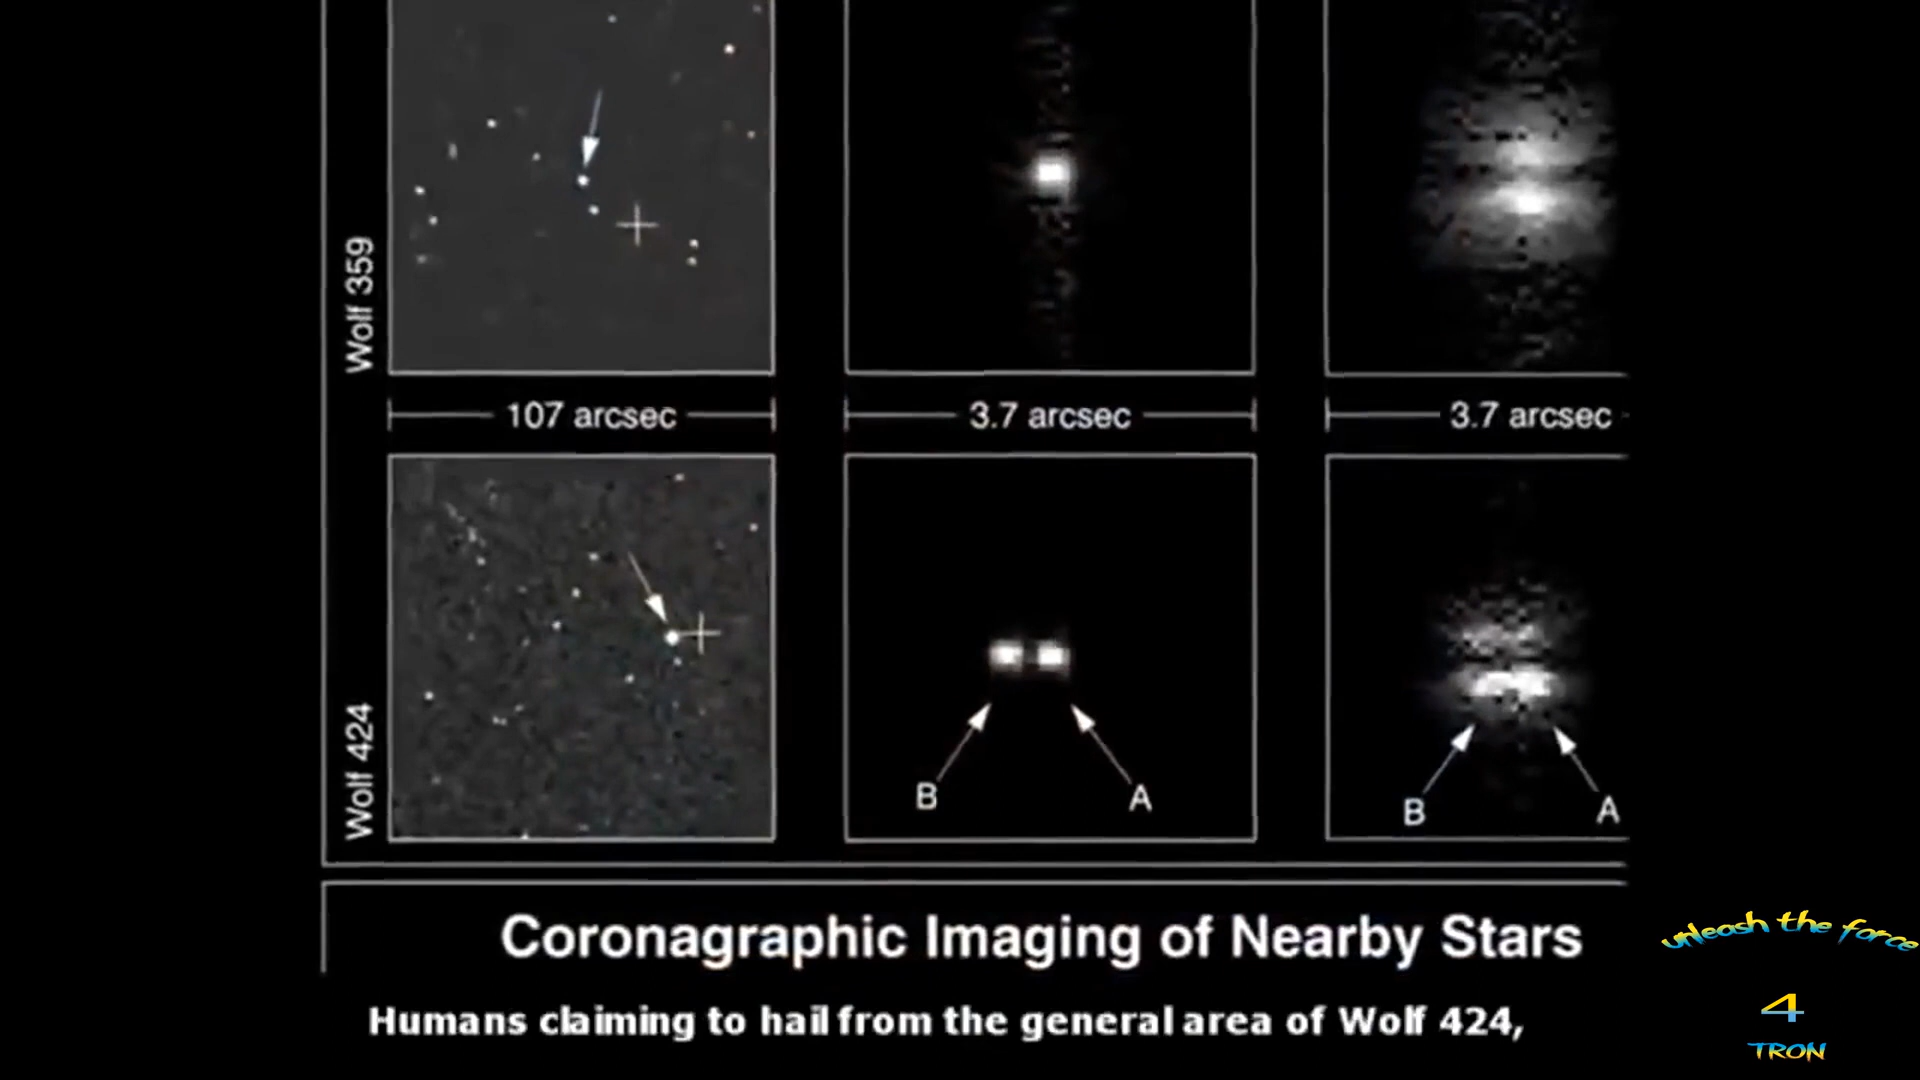 Wolf 359
107 arcsec
3.7 arcsec
3.7 arcsec
Wolf 424
B
A
B
A
Coronagraphic Imaging of Nearby Stars
Humans claiming to hail from the general area of Wolf 424,
unleash the force
4
TRON